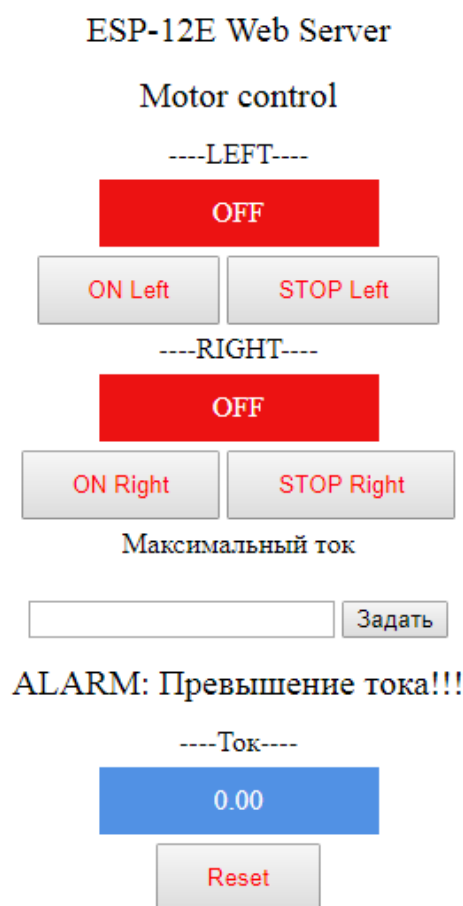 ESP-12E Web Server
Motor control
----LEFT----
OFF
ON Left STOP Left
----RIGHT----
OFF
ON Right STOP Right
Максимальный ток
Задать
ALARM: Превышение тока!!!
----Ток----
0.00
Reset